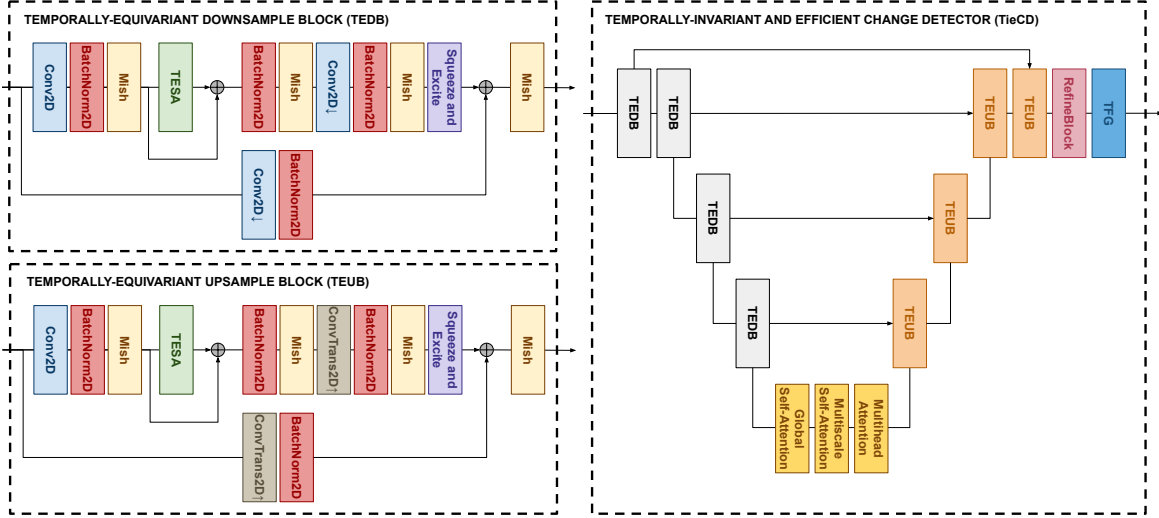 TEMPORALLY-EQUIVARIANT DOWNSAMPLE BLOCK (TEDB)
Conv2D
BatchNorm2D
Mish
TESA
BatchNorm2D
Mish
Conv2D↓
BatchNorm2D
Mish
Squeeze and
Excite
Mish
Conv2D↓
BatchNorm2D
TEMPORALLY-EQUIVARIANT UPSAMPLE BLOCK (TEUB)
Conv2D
BatchNorm2D
Mish
TESA
BatchNorm2D
Mish
ConvTrans2D↑
BatchNorm2D
Mish
Squeeze and
Excite
Mish
ConvTrans2D↑
BatchNorm2D
TEMPORALLY-INVARIANT AND EFFICIENT CHANGE DETECTOR (TieCD)
TEDB
TEDB
TEUB
TEUB
RefineBlock
TFG
TEDB
TEUB
TEDB
TEUB
Global
Self-Attention
Multiscale
Self-Attention
Multihead
Attention